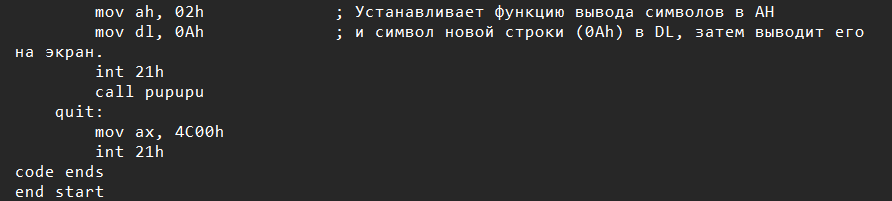 mov ah, 02h ; Устанавливает функцию вывода символов в AH
mov dl, 0Ah ; и символ новой строки (0Ah) в DL, затем выводит его
на экран.
int 21h
call pupupu
quit:
mov ax, 4C00h
int 21h
code ends
end start